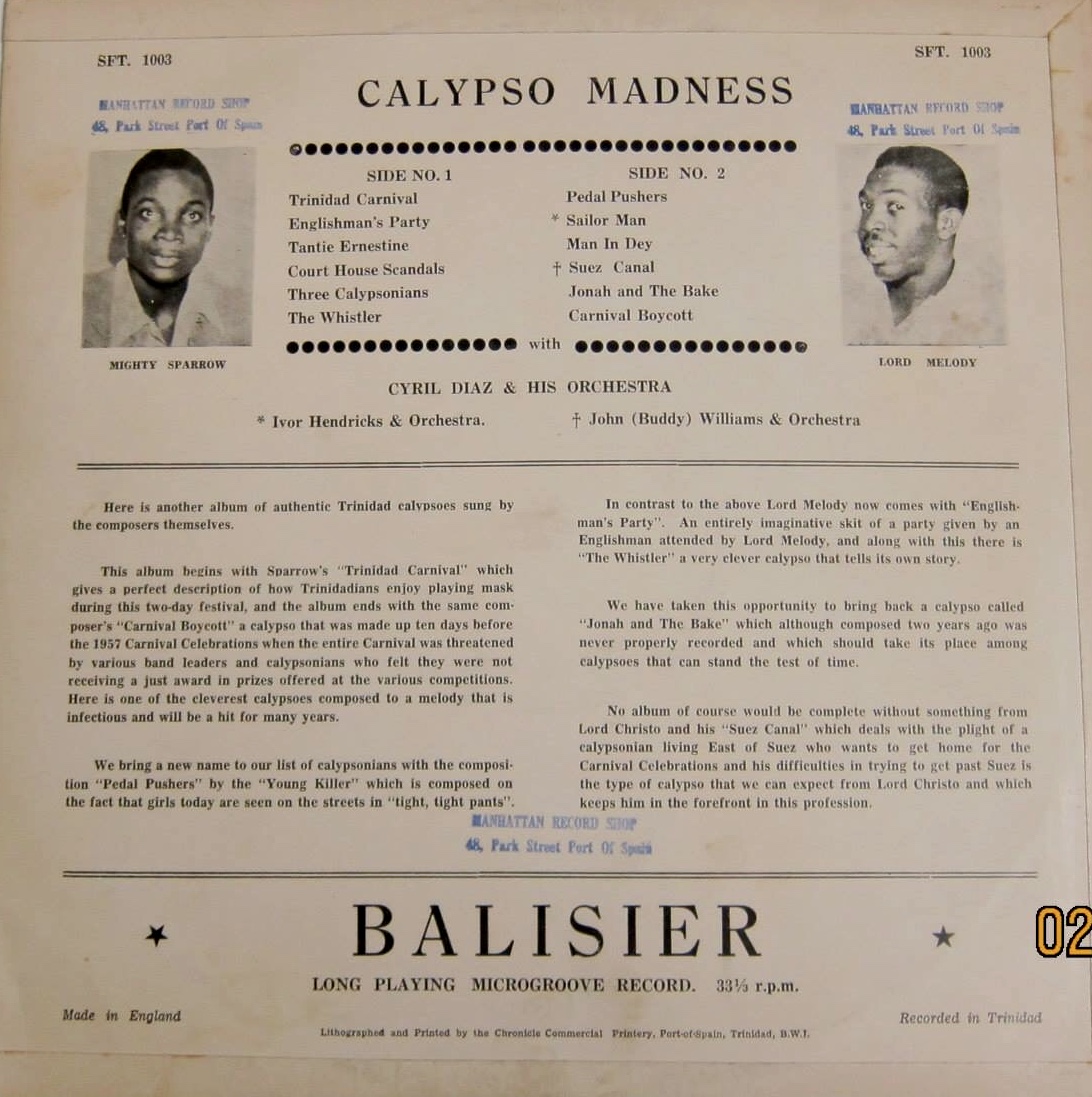 SFT. 1003
SFT. 1003
CALYPSO MADNESS
MANHATTAN RECORD SHOP
48, Park Street Port Of Spain
MANHATTAN RECORD SHOP
48, Park Street Port Of Spain
SIDE NO. 1
Trinidad Carnival
Englishman's Party
Tantie Ernestine
Court House Scandals
Three Calypsonians
The Whistler
SIDE NO. 2
Pedal Pushers
* Sailor Man
Man In Dey
† Suez Canal
Jonah and The Bake
Carnival Boycott
MIGHTY SPARROW
LORD MELODY
with
CYRIL DIAZ & HIS ORCHESTRA
* Ivor Hendricks & Orchestra.
† John (Buddy) Williams & Orchestra
Here is another album of authentic Trinidad calypsoes sung by
the composers themselves.
This album begins with Sparrow's "Trinidad Carnival" which
gives a perfect description of how Trinidadians enjoy playing mask
during this two-day festival, and the album ends with the same com-
poser's "Carnival Boycott" a calypso that was made up ten days before
the 1957 Carnival Celebrations when the entire Carnival was threatened
by various band leaders and calypsonians who felt they were not
receiving a just award in prizes offered at the various competitions.
Here is one of the cleverest calypsoes composed to a melody that is
infectious and will be a hit for many years.
We bring a new name to our list of calypsonians with the composi-
tion "Pedal Pushers" by the "Young Killer" which is composed on
the fact that girls today are seen on the streets in "tight, tight pants".
In contrast to the above Lord Melody now comes with "English-
man's Party". An entirely imaginative skit of a party given by an
Englishman attended by Lord Melody, and along with this there is
"The Whistler" a very clever calypso that tells its own story.
We have taken this opportunity to bring back a calypso called
"Jonah and The Bake" which although composed two years ago was
never properly recorded and which should take its place among
calypsoes that can stand the test of time.
No album of course would be complete without something from
Lord Christo and his "Suez Canal" which deals with the plight of a
calypsonian living East of Suez who wants to get home for the
Carnival Celebrations and his difficulties in trying to get past Suez is
the type of calypso that we can expect from Lord Christo and which
keeps him in the forefront in this profession.
MANHATTAN RECORD SHOP
48, Park Street Port Of Spain
BALISIER
LONG PLAYING MICROGROOVE RECORD. 33⅓ r.p.m.
Made in England
Recorded in Trinidad
Lithographed and Printed by the Chronicle Commercial Printery, Port-of-Spain, Trinidad, B.W.I.
02